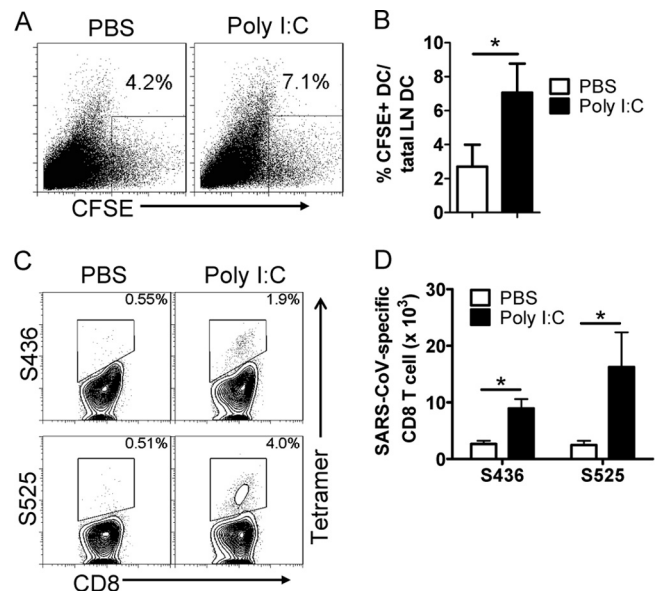 A
PBS
Poly I:C
4.2%
7.1%
CFSE
B
% CFSE+ DC/
tatal LN DC
10
8
6
4
2
0
*
PBS
Poly I:C
C
PBS
Poly I:C
S436
0.55%
1.9%
S525
0.51%
4.0%
Tetramer
CD8
D
SARS-CoV-specific
CD8 T cell (x 10³)
30
20
10
0
PBS
Poly I:C
*
*
S436
S525